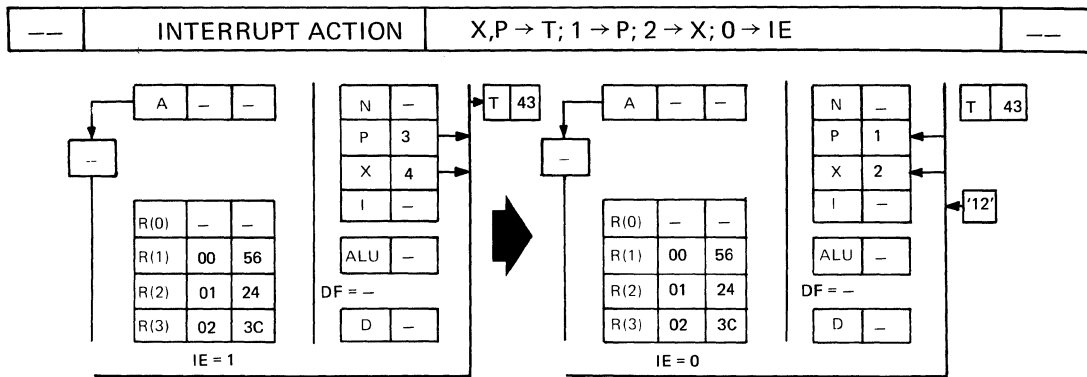 —— INTERRUPT ACTION X,P → T; 1 → P; 2 → X; 0 → IE ——
A – – N – T 43 A – – N – T 43
P 3 P 1
-- X 4 – X 2
I – I – '12'
R(0) – – R(0) – –
R(1) 00 56 ALU – R(1) 00 56 ALU –
R(2) 01 24 DF = – R(2) 01 24 DF = –
R(3) 02 3C D – R(3) 02 3C D –
IE = 1 IE = 0